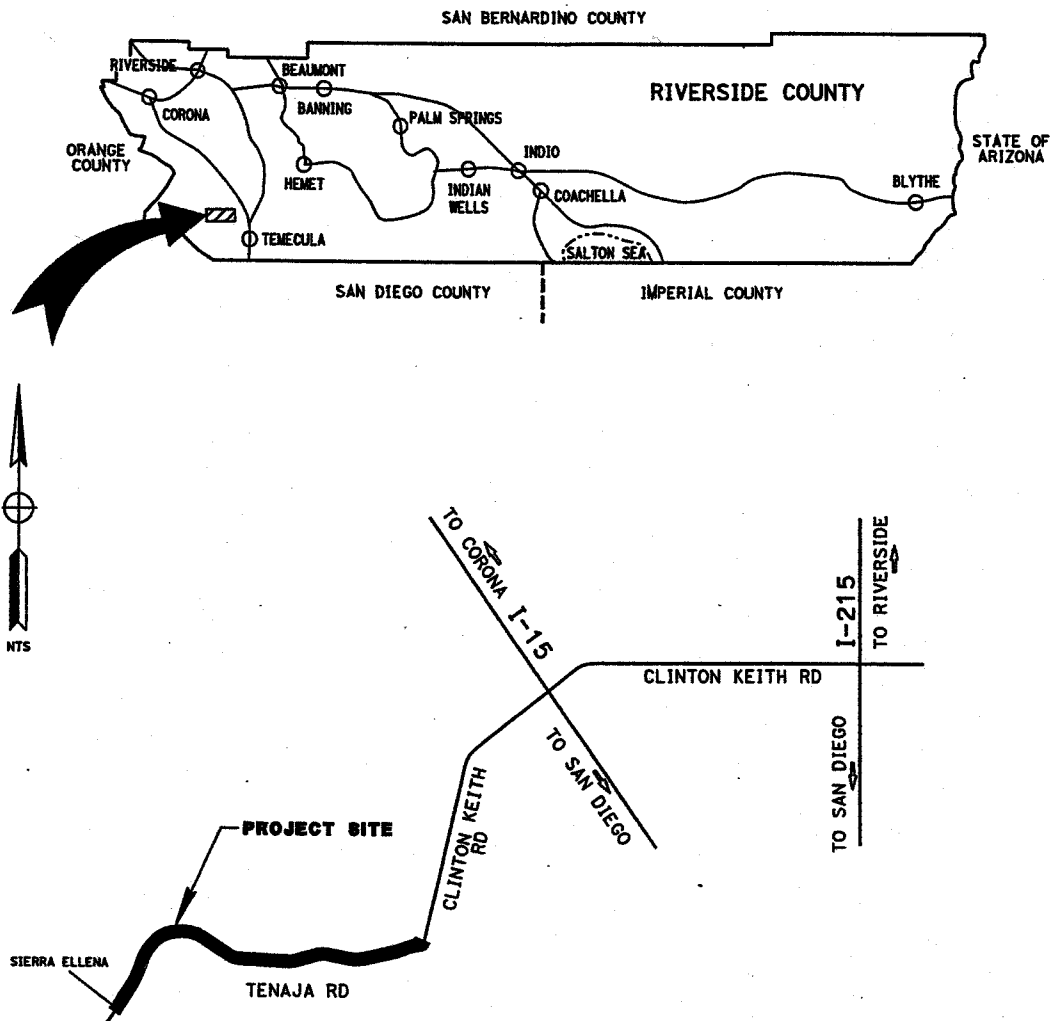 SAN BERNARDINO COUNTY
RIVERSIDE
BEAUMONT
BANNING
CORONA
PALM SPRINGS
RIVERSIDE COUNTY
ORANGE
COUNTY
STATE OF
ARIZONA
HEMET
INDIO
INDIAN
WELLS
COACHELLA
BLYTHE
TEMECULA
SALTON SEA
SAN DIEGO COUNTY
IMPERIAL COUNTY
NTS
TO CORONA
I-15
I-215
TO RIVERSIDE
CLINTON KEITH RD
TO SAN DIEGO
TO SAN DIEGO
CLINTON KEITH
RD
PROJECT SITE
SIERRA ELLENA
TENAJA RD